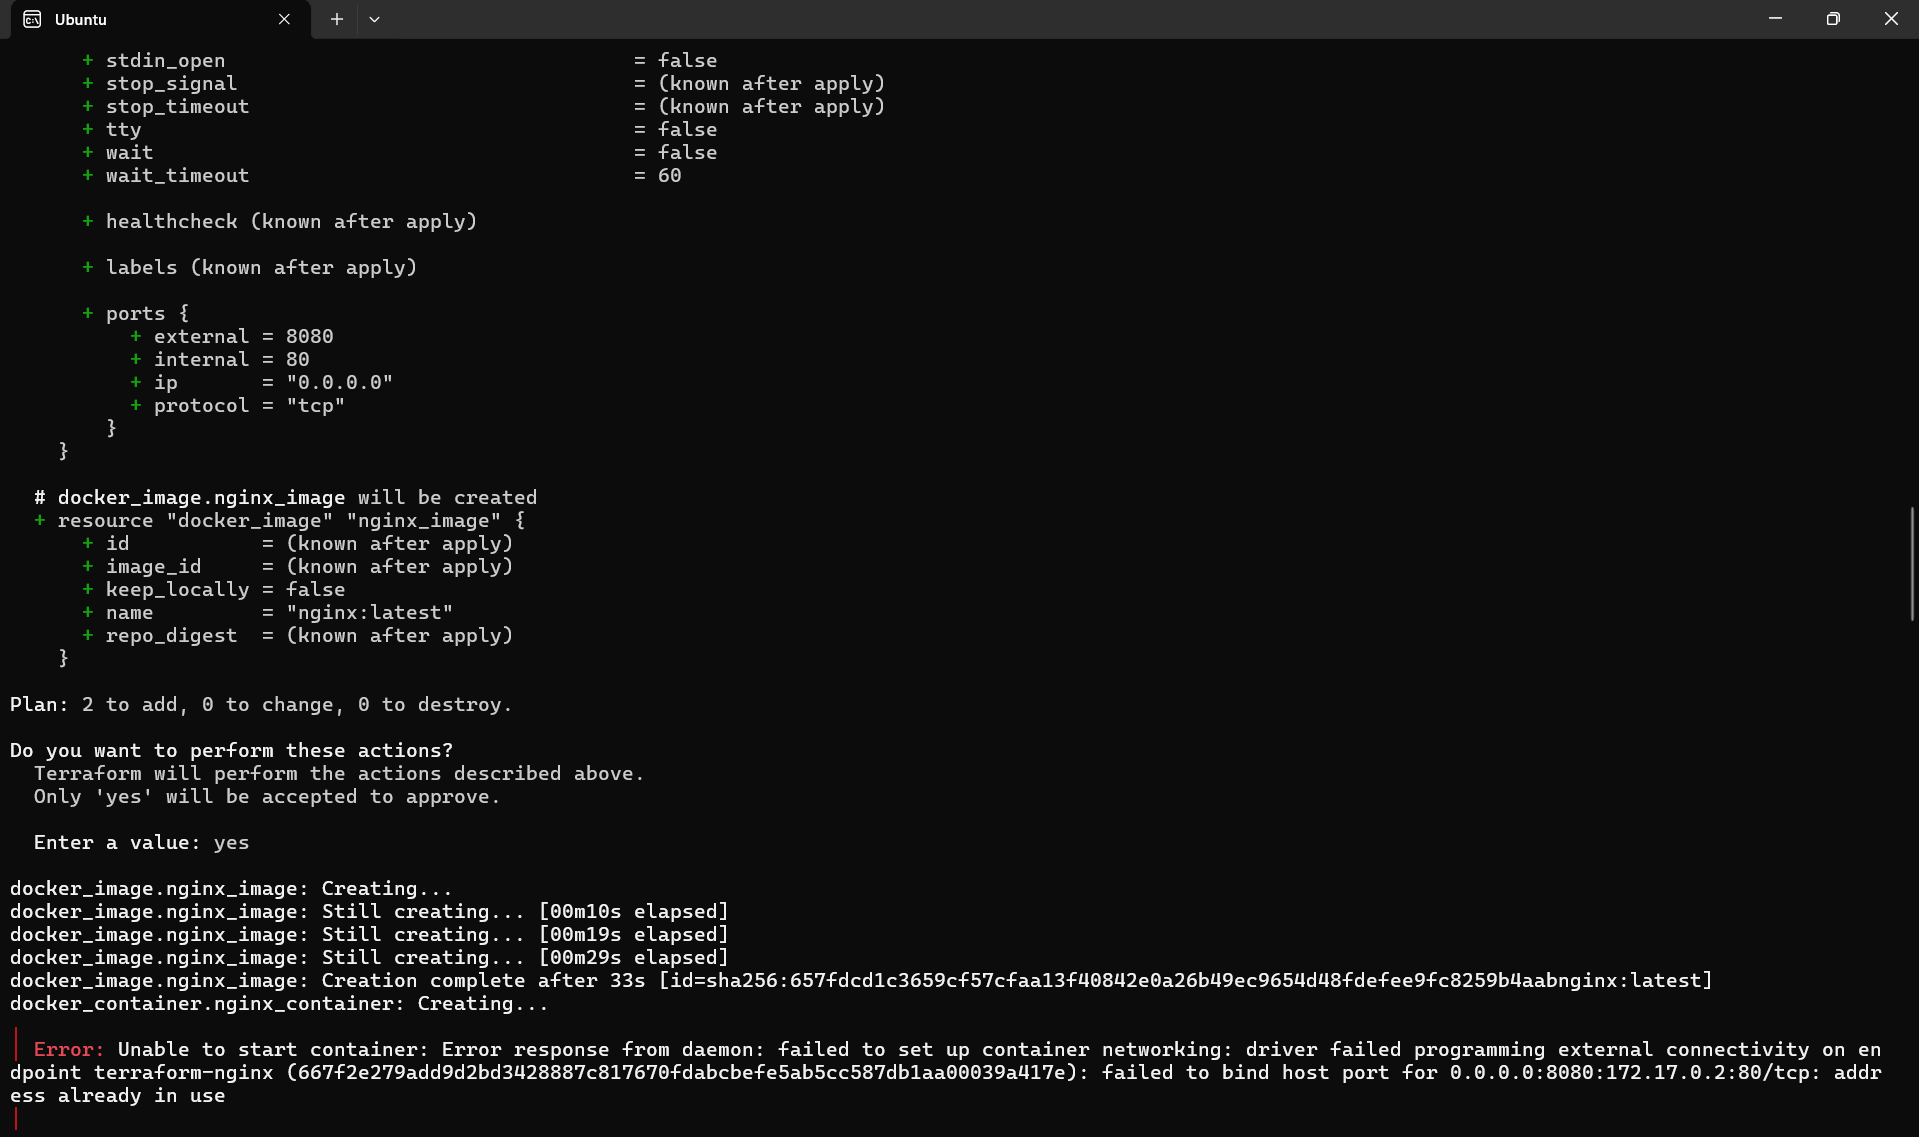 Ubuntu
+ stdin_open = false
+ stop_signal = (known after apply)
+ stop_timeout = (known after apply)
+ tty = false
+ wait = false
+ wait_timeout = 60
+ healthcheck (known after apply)
+ labels (known after apply)
+ ports {
+ external = 8080
+ internal = 80
+ ip = "0.0.0.0"
+ protocol = "tcp"
}
}
# docker_image.nginx_image will be created
+ resource "docker_image" "nginx_image" {
+ id = (known after apply)
+ image_id = (known after apply)
+ keep_locally = false
+ name = "nginx:latest"
+ repo_digest = (known after apply)
}
Plan: 2 to add, 0 to change, 0 to destroy.
Do you want to perform these actions?
Terraform will perform the actions described above.
Only 'yes' will be accepted to approve.
Enter a value: yes
docker_image.nginx_image: Creating...
docker_image.nginx_image: Still creating... [00m10s elapsed]
docker_image.nginx_image: Still creating... [00m19s elapsed]
docker_image.nginx_image: Still creating... [00m29s elapsed]
docker_image.nginx_image: Creation complete after 33s [id=sha256:657fdcd1c3659cf57cfaa13f40842e0a26b49ec9654d48fdefee9fc8259b4aabnginx:latest]
docker_container.nginx_container: Creating...
Error: Unable to start container: Error response from daemon: failed to set up container networking: driver failed programming external connectivity on en
dpoint terraform-nginx (667f2e279add9d2bd3428887c817670fdabcbefe5ab5cc587db1aa00039a417e): failed to bind host port for 0.0.0.0:8080:172.17.0.2:80/tcp: addr
ess already in use